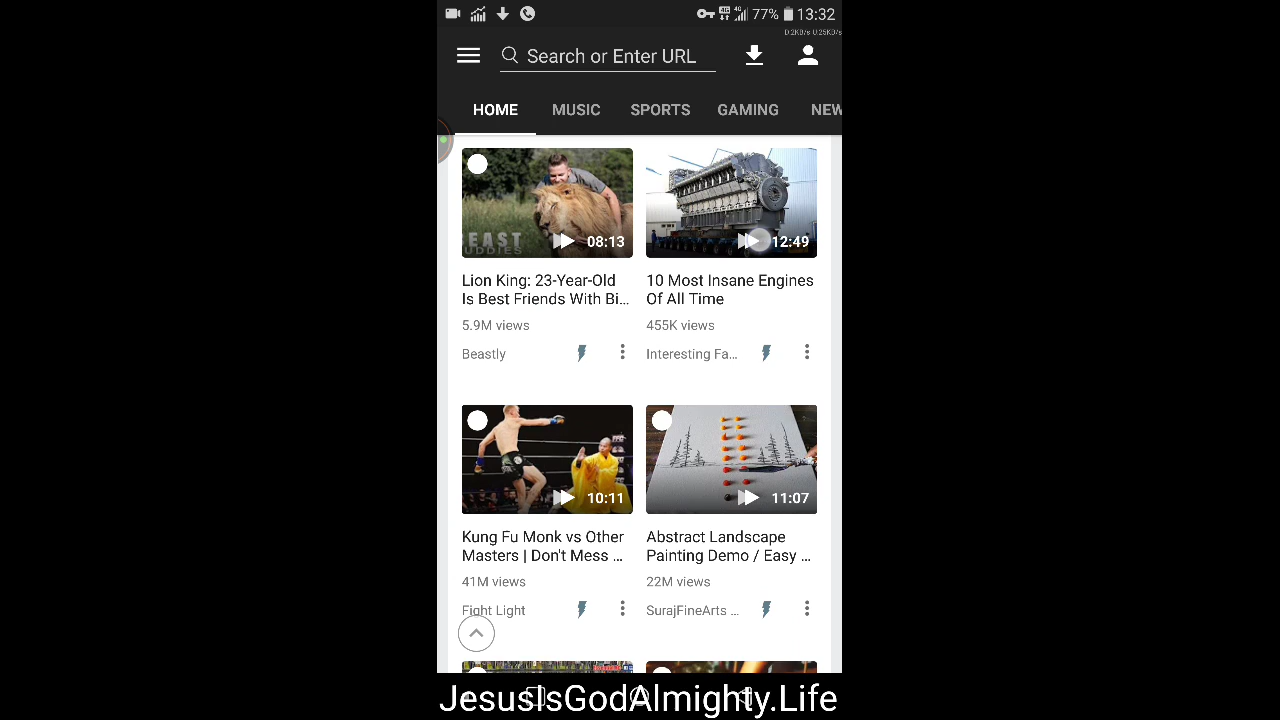 77% 13:32
D:2KB/s U:25KB/s
Search or Enter URL
HOME MUSIC SPORTS GAMING NEW
08:13
12:49
Lion King: 23-Year-Old
Is Best Friends With Bi...
5.9M views
Beastly
10 Most Insane Engines
Of All Time
455K views
Interesting Fa...
10:11
11:07
Kung Fu Monk vs Other
Masters | Don't Mess ...
41M views
Fight Light
Abstract Landscape
Painting Demo / Easy ...
22M views
SurajFineArts ...
JesusIsGodAlmighty.Life